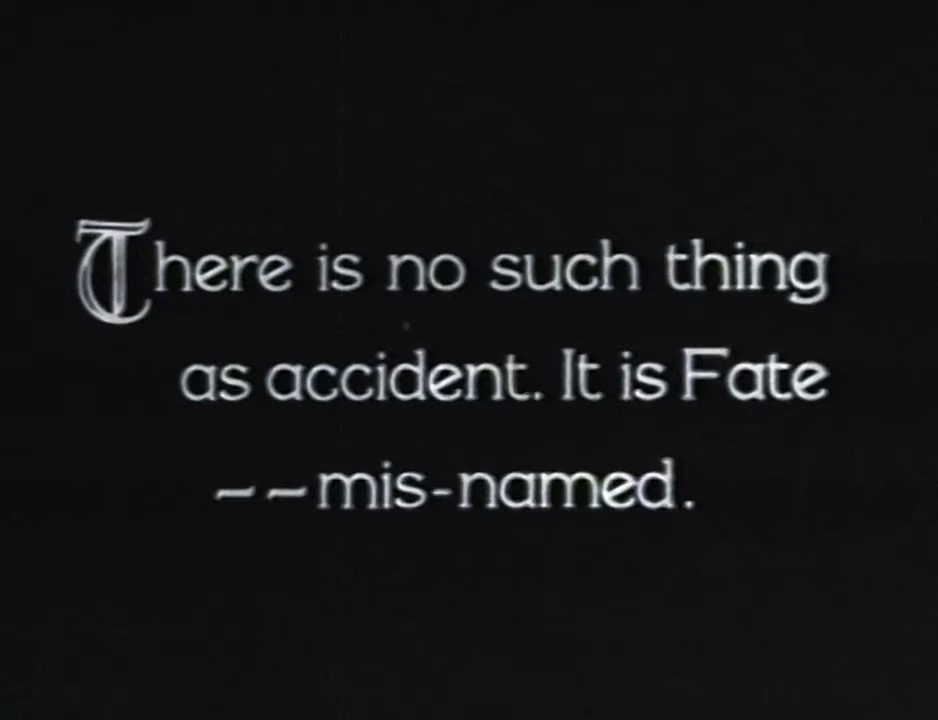 There is no such thing
as accident. It is Fate
--mis-named.